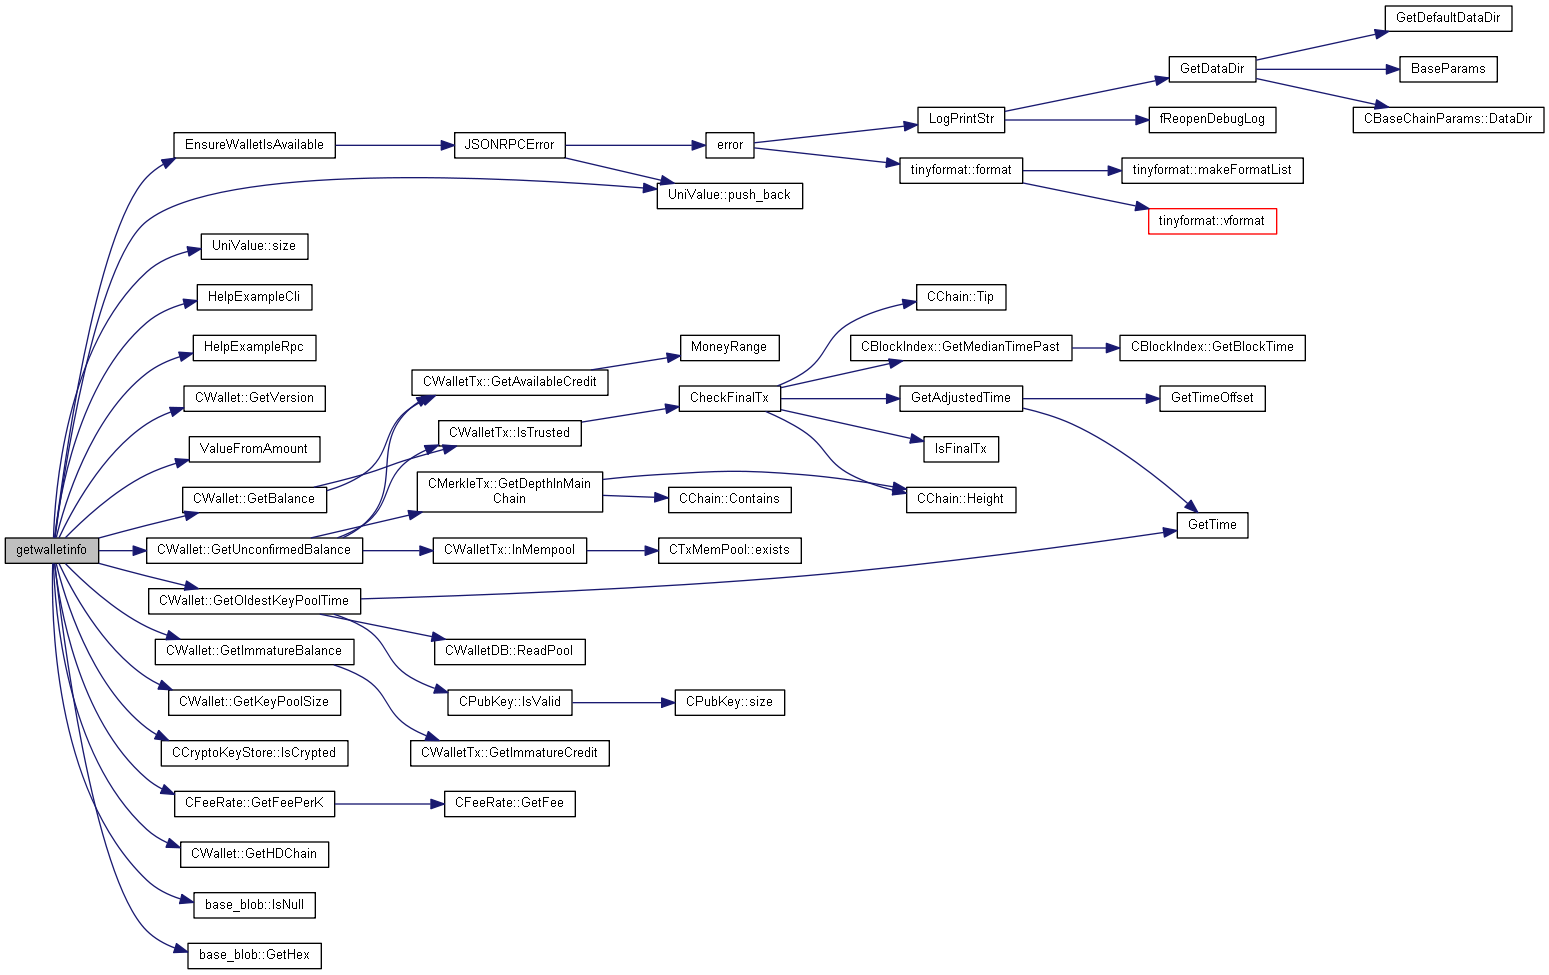 GetDefaultDataDir
GetDataDir
BaseParams
CBaseChainParams::DataDir
LogPrintStr
fReopenDebugLog
EnsureWalletIsAvailable
JSONRPCError
error
tinyformat::format
tinyformat::makeFormatList
UniValue::push_back
tinyformat::vformat
UniValue::size
HelpExampleCli
CChain::Tip
HelpExampleRpc
MoneyRange
CBlockIndex::GetMedianTimePast
CBlockIndex::GetBlockTime
CWalletTx::GetAvailableCredit
CWallet::GetVersion
CheckFinalTx
GetAdjustedTime
GetTimeOffset
CWalletTx::IsTrusted
ValueFromAmount
IsFinalTx
CWallet::GetBalance
CMerkleTx::GetDepthInMain
Chain
CChain::Contains
CChain::Height
GetTime
getwalletinfo
CWallet::GetUnconfirmedBalance
CWalletTx::InMempool
CTxMemPool::exists
CWallet::GetOldestKeyPoolTime
CWallet::GetImmatureBalance
CWalletDB::ReadPool
CWallet::GetKeyPoolSize
CPubKey::IsValid
CPubKey::size
CCryptoKeyStore::IsCrypted
CWalletTx::GetImmatureCredit
CFeeRate::GetFeePerK
CFeeRate::GetFee
CWallet::GetHDChain
base_blob::IsNull
base_blob::GetHex